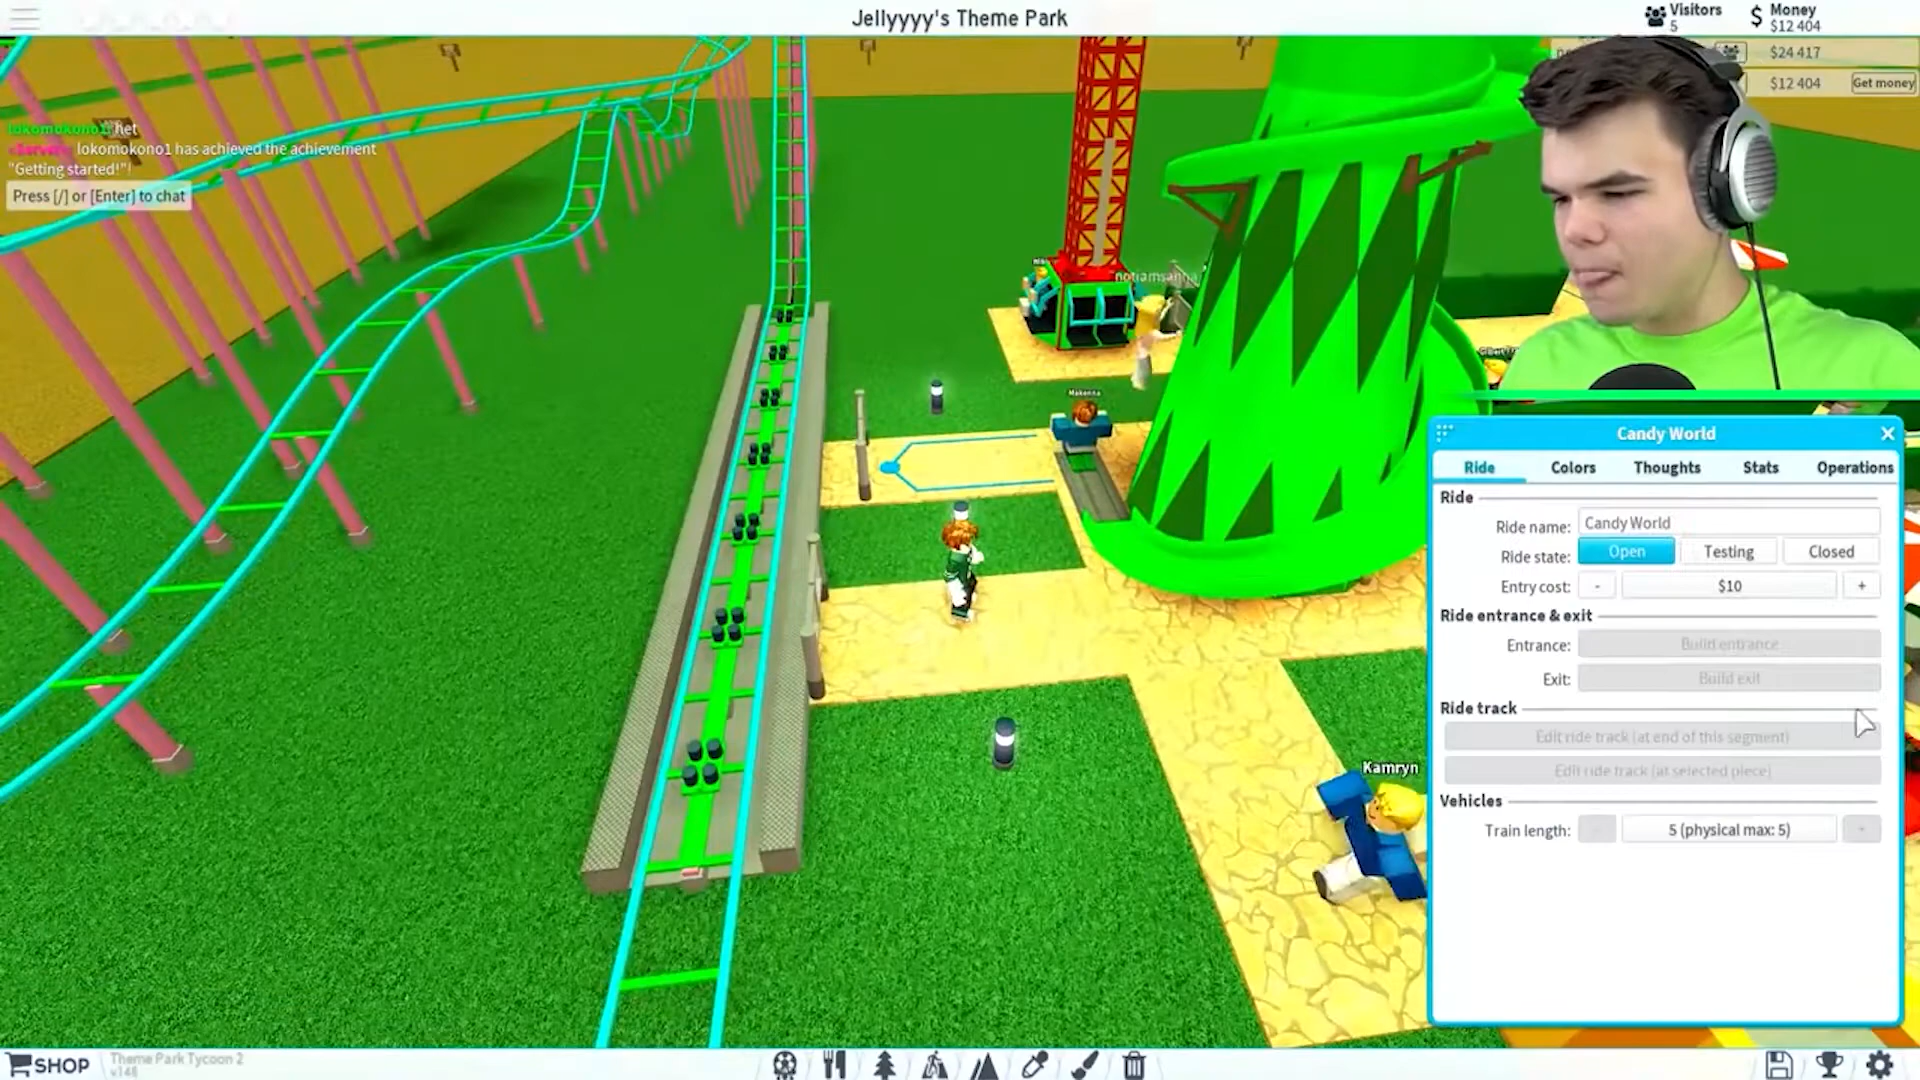 Jellyyyy's Theme Park
Visitors
5
Money
$12 404
$24 417
$12 404
Get money
lokomokono1: het
lokomokono1 has achieved the achievement
"Getting started!"!
Press [/] or [Enter] to chat
notiamsanna
Makenna
Kamryn
Candy World
Ride
Colors
Thoughts
Stats
Operations
Ride
Ride name: Candy World
Ride state: Open Testing Closed
Entry cost: - $10 +
Ride entrance & exit
Entrance: Build entrance
Exit: Build exit
Ride track
Edit ride track (at end of this segment)
Edit ride track (at selected piece)
Vehicles
Train length: - 5 (physical max: 5) +
SHOP
Theme Park Tycoon 2
v146